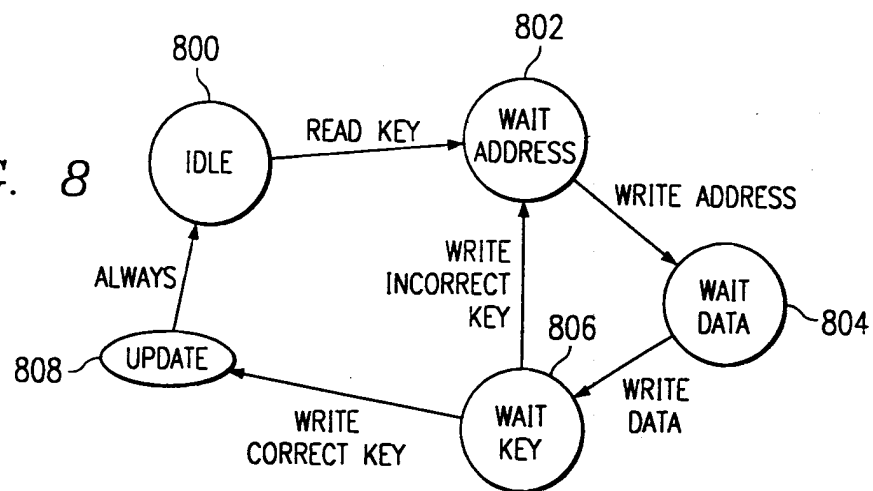 800
802
IDLE
READ KEY
WAIT
ADDRESS
G. 8
WRITE ADDRESS
ALWAYS
WRITE
INCORRECT
KEY
WAIT
DATA
804
806
808
UPDATE
WRITE
DATA
WAIT
KEY
WRITE
CORRECT KEY